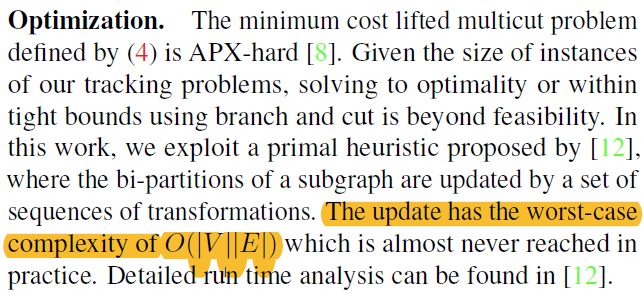 Optimization. The minimum cost lifted multicut problem
defined by (4) is APX-hard [8]. Given the size of instances
of our tracking problems, solving to optimality or within
tight bounds using branch and cut is beyond feasibility. In
this work, we exploit a primal heuristic proposed by [12],
where the bi-partitions of a subgraph are updated by a set of
sequences of transformations. The update has the worst-case
complexity of O(|V||E|) which is almost never reached in
practice. Detailed run time analysis can be found in [12].